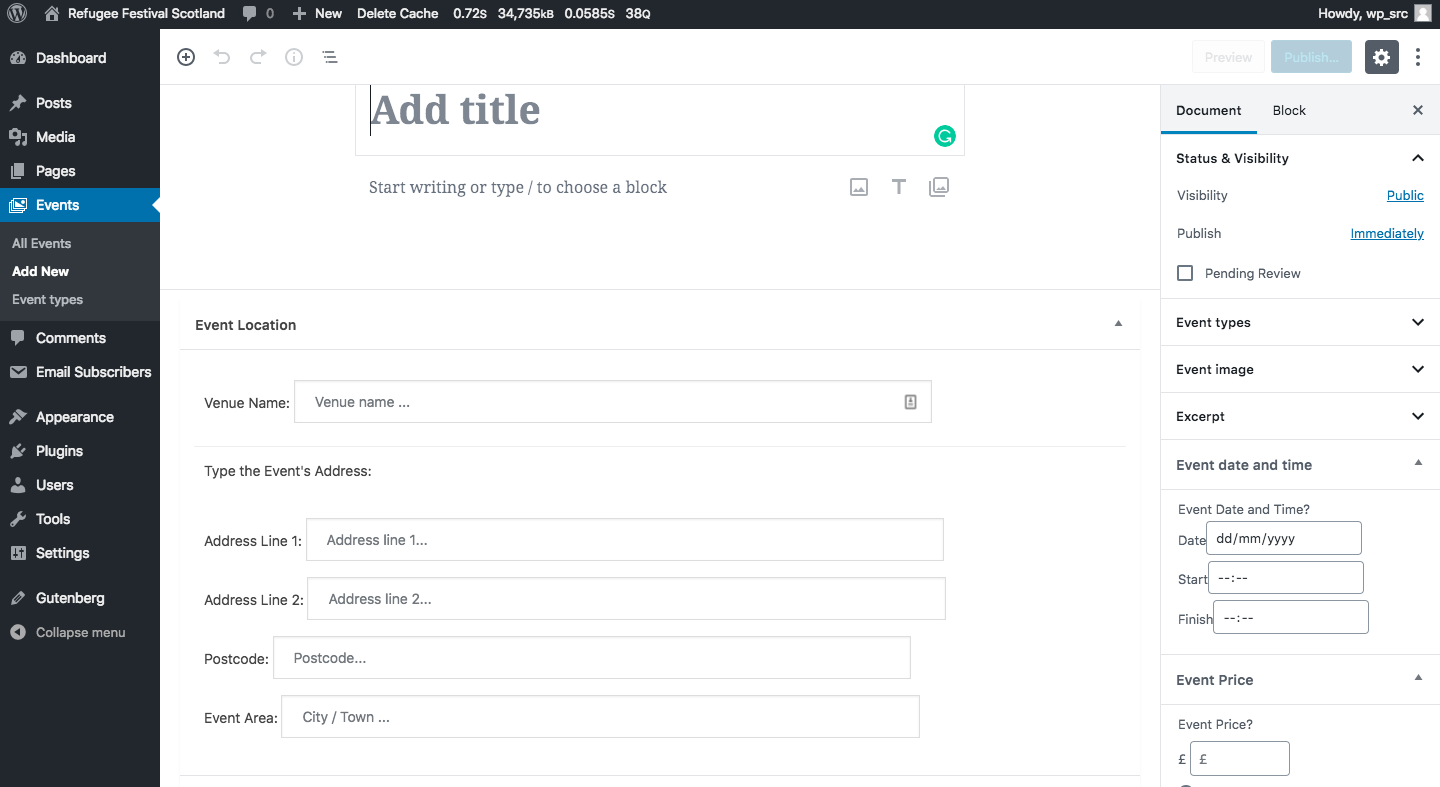 Refugee Festival Scotland 0 New Delete Cache 0.72S 34,735KB 0.0585S 38Q Howdy, wp_src
Dashboard
Posts
Media
Pages
Events
All Events
Add New
Event types
Comments
Email Subscribers
Appearance
Plugins
Users
Tools
Settings
Gutenberg
Collapse menu
Preview Publish...
Add title
Start writing or type / to choose a block
Event Location
Venue Name: Venue name ...
Type the Event's Address:
Address Line 1: Address line 1...
Address Line 2: Address line 2...
Postcode: Postcode...
Event Area: City / Town ...
Document Block
Status & Visibility
Visibility Public
Publish Immediately
Pending Review
Event types
Event image
Excerpt
Event date and time
Event Date and Time?
Date dd/mm/yyyy
Start --:--
Finish --:--
Event Price
Event Price?
£ £